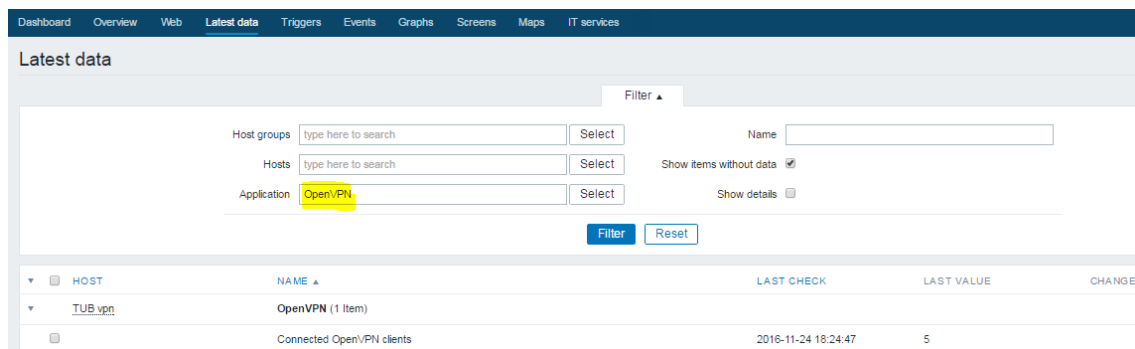 Dashboard Overview Web Latest data Triggers Events Graphs Screens Maps IT services
Latest data
Filter ▲
Host groups type here to search Select Name
Hosts type here to search Select Show items without data
Application OpenVPN Select Show details
Filter Reset
HOST NAME ▲ LAST CHECK LAST VALUE CHANGE
TUB vpn OpenVPN (1 Item)
Connected OpenVPN clients 2016-11-24 18:24:47 5